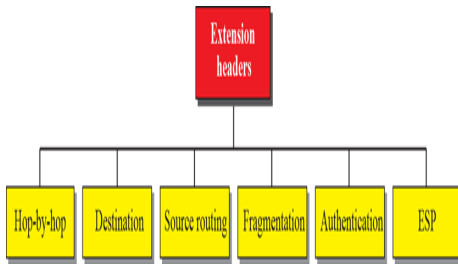 Extension
headers
Hop-by-hop
Destination
Source routing
Fragmentation
Authentication
ESP